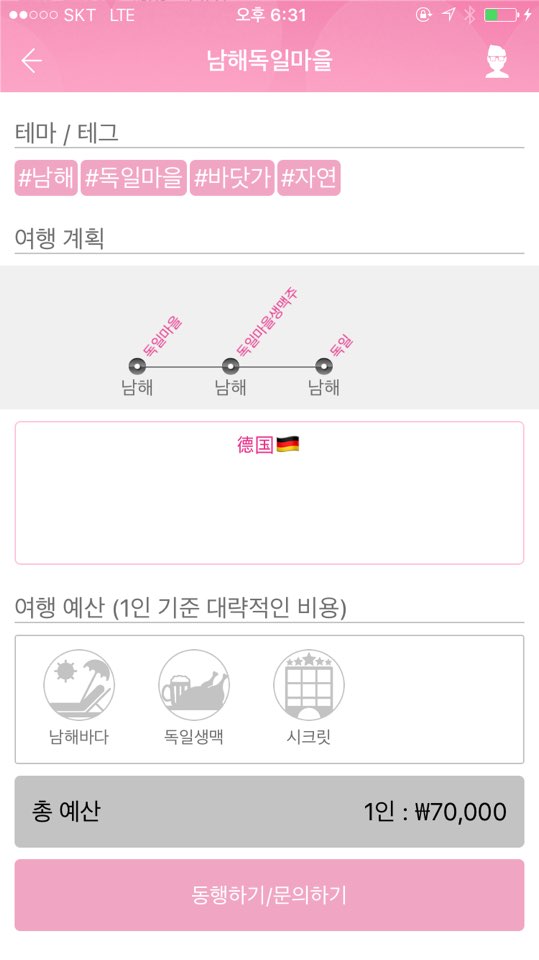 SKT LTE 오후 6:31
남해독일마을
테마 / 테그
#남해 #독일마을 #바닷가 #자연
여행 계획
독일마을 독일마을생맥주 독일
남해 남해 남해
德国🇩🇪
여행 예산 (1인 기준 대략적인 비용)
남해바다 독일생맥 시크릿
총 예산 1인 : ₩70,000
동행하기/문의하기